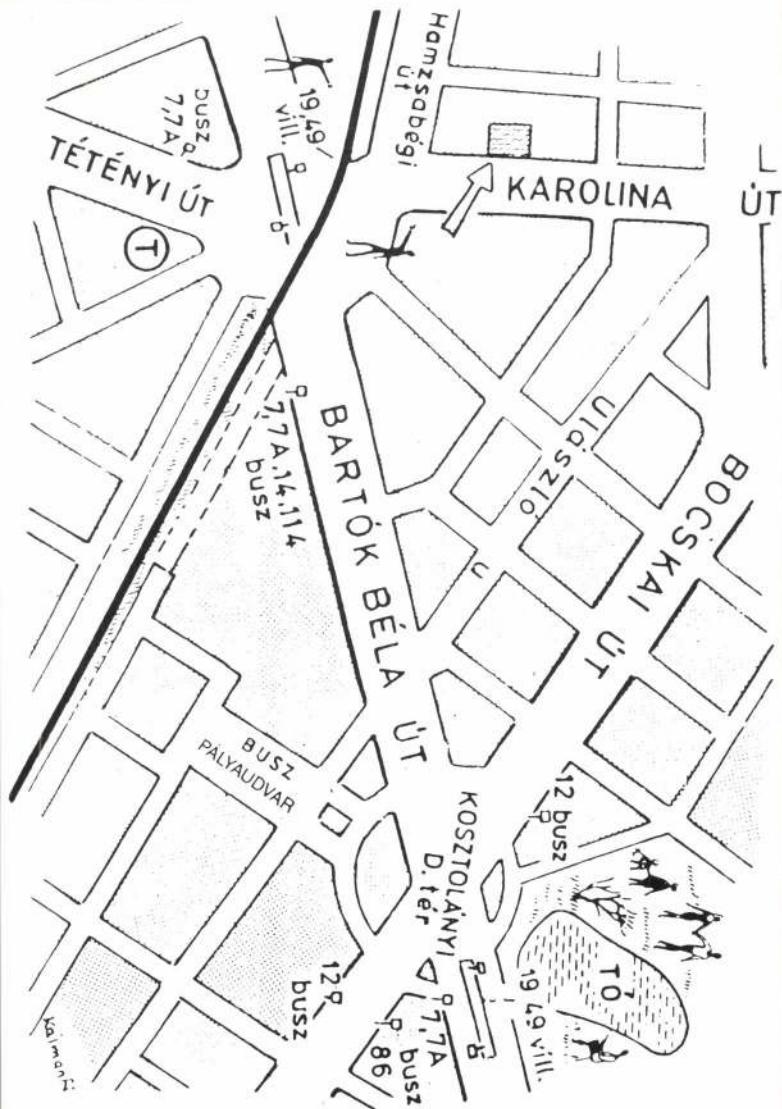 Hamzsabégi
út
19,49
vill.
busz
7,7A
TÉTÉNYI ÚT
T
KAROLINA
ÚT
L
7,7A,14,114
busz
BARTÓK BÉLA ÚT
Ulászló
u
BOCSKAI ÚT
BUSZ
PÁLYAUDVAR
KOSZTOLÁNYI
D. tér
12 busz
TÓ
19 49 vill.
12
busz
7,7A
busz
86
Kálmánfi